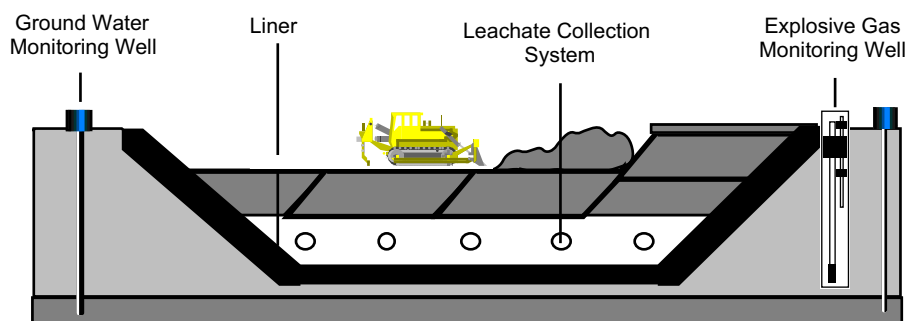 Ground Water
Monitoring Well
Liner
Leachate Collection
System
Explosive Gas
Monitoring Well